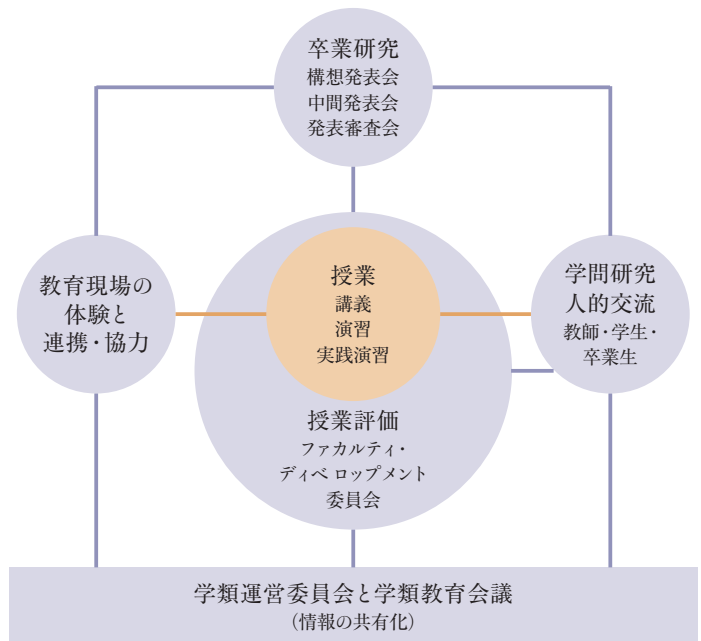 卒業研究
構想発表会
中間発表会
発表審査会
教育現場の
体験と
連携・協力
授業
講義
演習
実践演習
学問研究
人的交流
教師・学生・
卒業生
授業評価
ファカルティ・
ディベ ロップメント
委員会
学類運営委員会と学類教育会議
（情報の共有化）